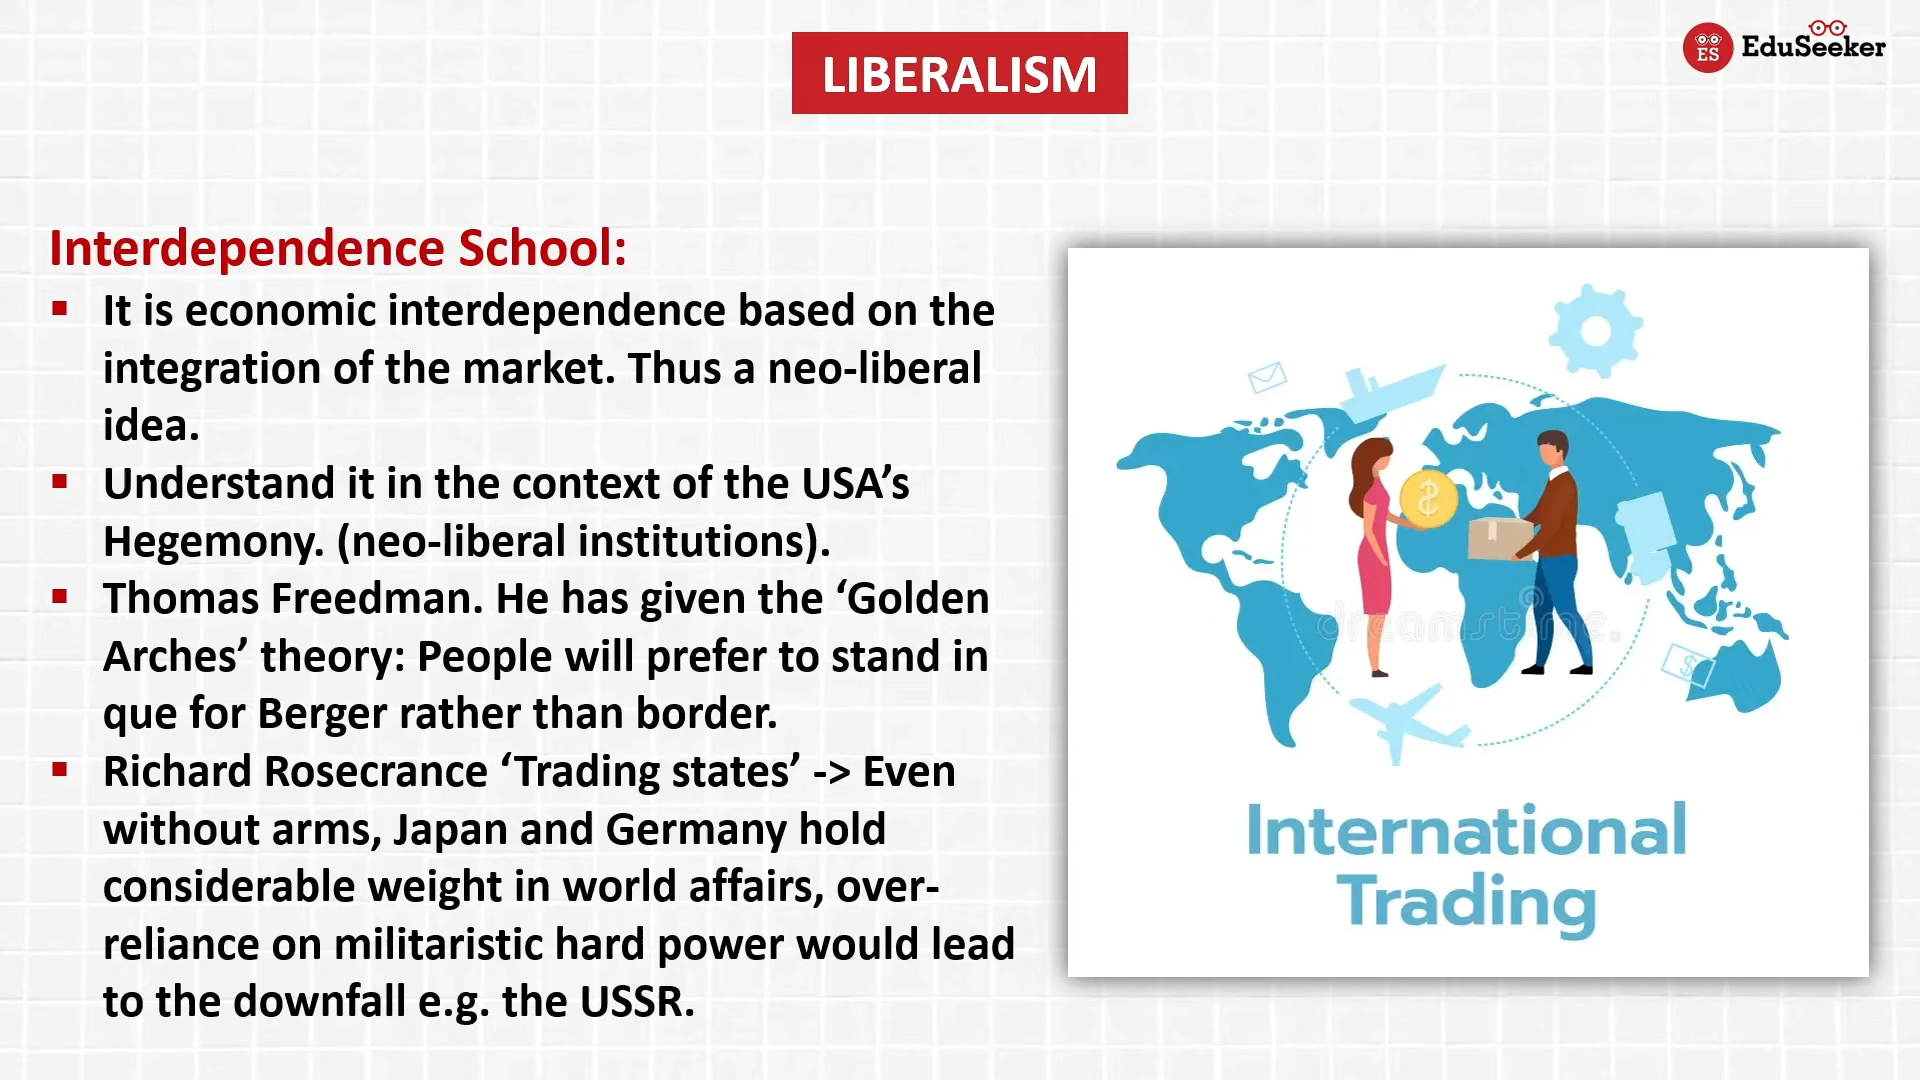 LIBERALISM
ES
EduSeeker
Interdependence School:
▪ It is economic interdependence based on the
integration of the market. Thus a neo-liberal
idea.
▪ Understand it in the context of the USA’s
Hegemony. (neo-liberal institutions).
▪ Thomas Freedman. He has given the ‘Golden
Arches’ theory: People will prefer to stand in
que for Berger rather than border.
▪ Richard Rosecrance ‘Trading states’ -> Even
without arms, Japan and Germany hold
considerable weight in world affairs, over-
reliance on militaristic hard power would lead
to the downfall e.g. the USSR.
$
dreamstime.
$
International
Trading